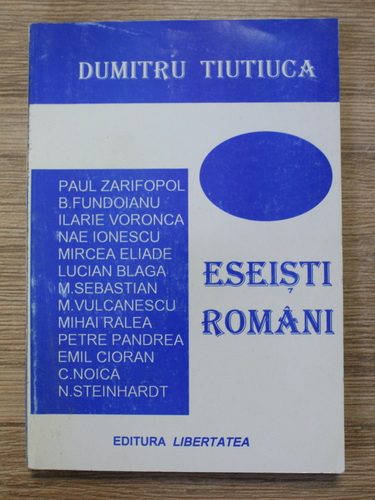 DUMITRU TIUTIUCA
PAUL ZARIFOPOL
B.FUNDOIANU
ILARIE VORONCA
NAE IONESCU
MIRCEA ELIADE
LUCIAN BLAGA
M.SEBASTIAN
M.VULCANESCU
MIHAI RALEA
PETRE PANDREA
EMIL CIORAN
C.NOICA
N.STEINHARDT
ESEIȘTI
ROMÂNI
EDITURA LIBERTATEA